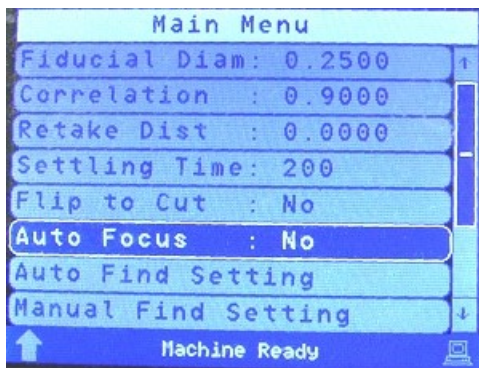 Main Menu
Fiducial Diam: 0.2500
Correlation : 0.9000
Retake Dist : 0.0000
Settling Time: 200
Flip to Cut : No
Auto Focus : No
Auto Find Setting
Manual Find Setting
Machine Ready